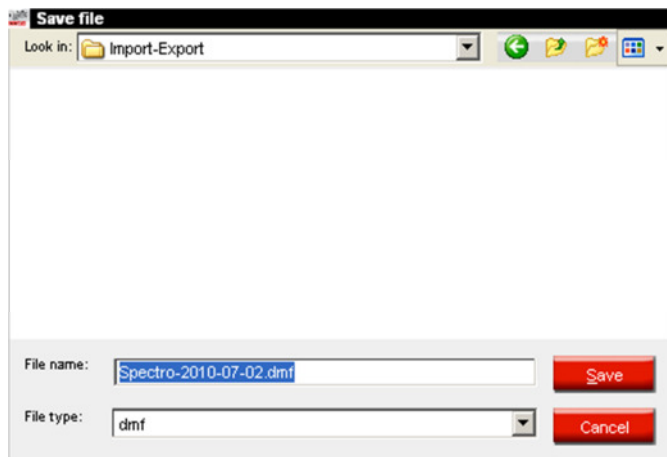 Save file
Look in: Import-Export
File name: Spectro-2010-07-02.dmf
Save
File type: dmf
Cancel